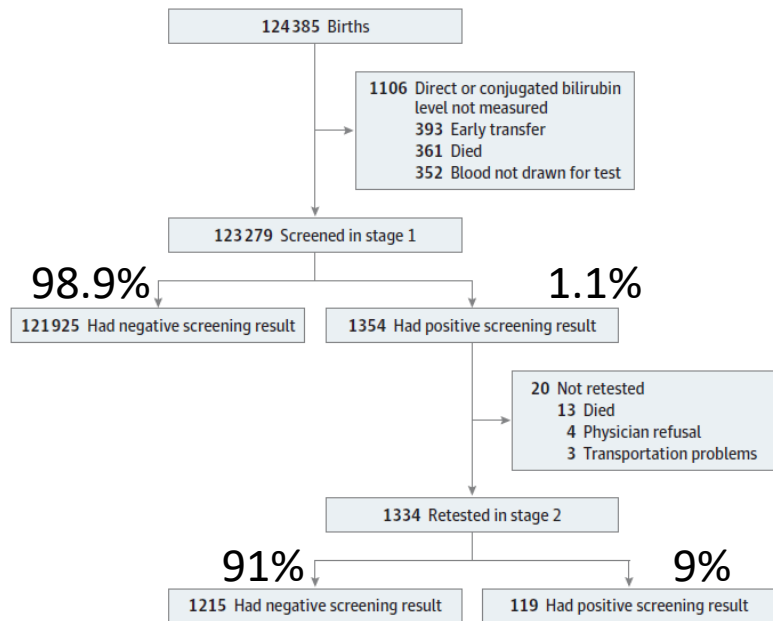 124385 Births
1106 Direct or conjugated bilirubin
level not measured
393 Early transfer
361 Died
352 Blood not drawn for test
123279 Screened in stage 1
98.9%
1.1%
121925 Had negative screening result
1354 Had positive screening result
20 Not retested
13 Died
4 Physician refusal
3 Transportation problems
1334 Retested in stage 2
91%
9%
1215 Had negative screening result
119 Had positive screening result